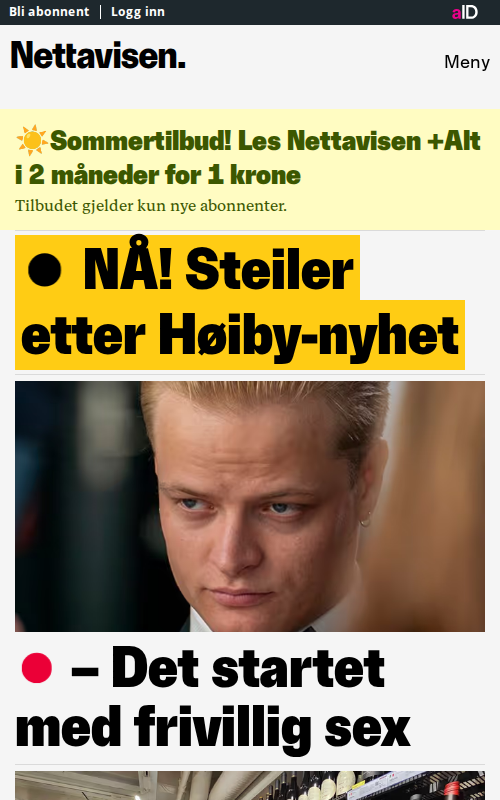 Bli abonnent | Logg inn
aID
Nettavisen.
Meny
☀️Sommertilbud! Les Nettavisen +Alt
i 2 måneder for 1 krone
Tilbudet gjelder kun nye abonnenter.
● NÅ! Steiler
etter Høiby-nyhet
– Det startet
med frivillig sex